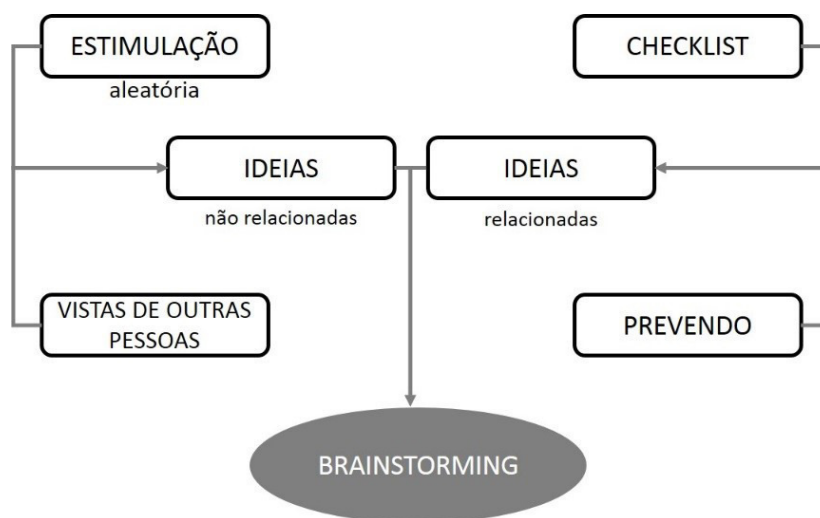 ESTIMULAÇÃO
aleatória
CHECKLIST
IDEIAS
não relacionadas
IDEIAS
relacionadas
VISTAS DE OUTRAS
PESSOAS
PREVENDO
BRAINSTORMING